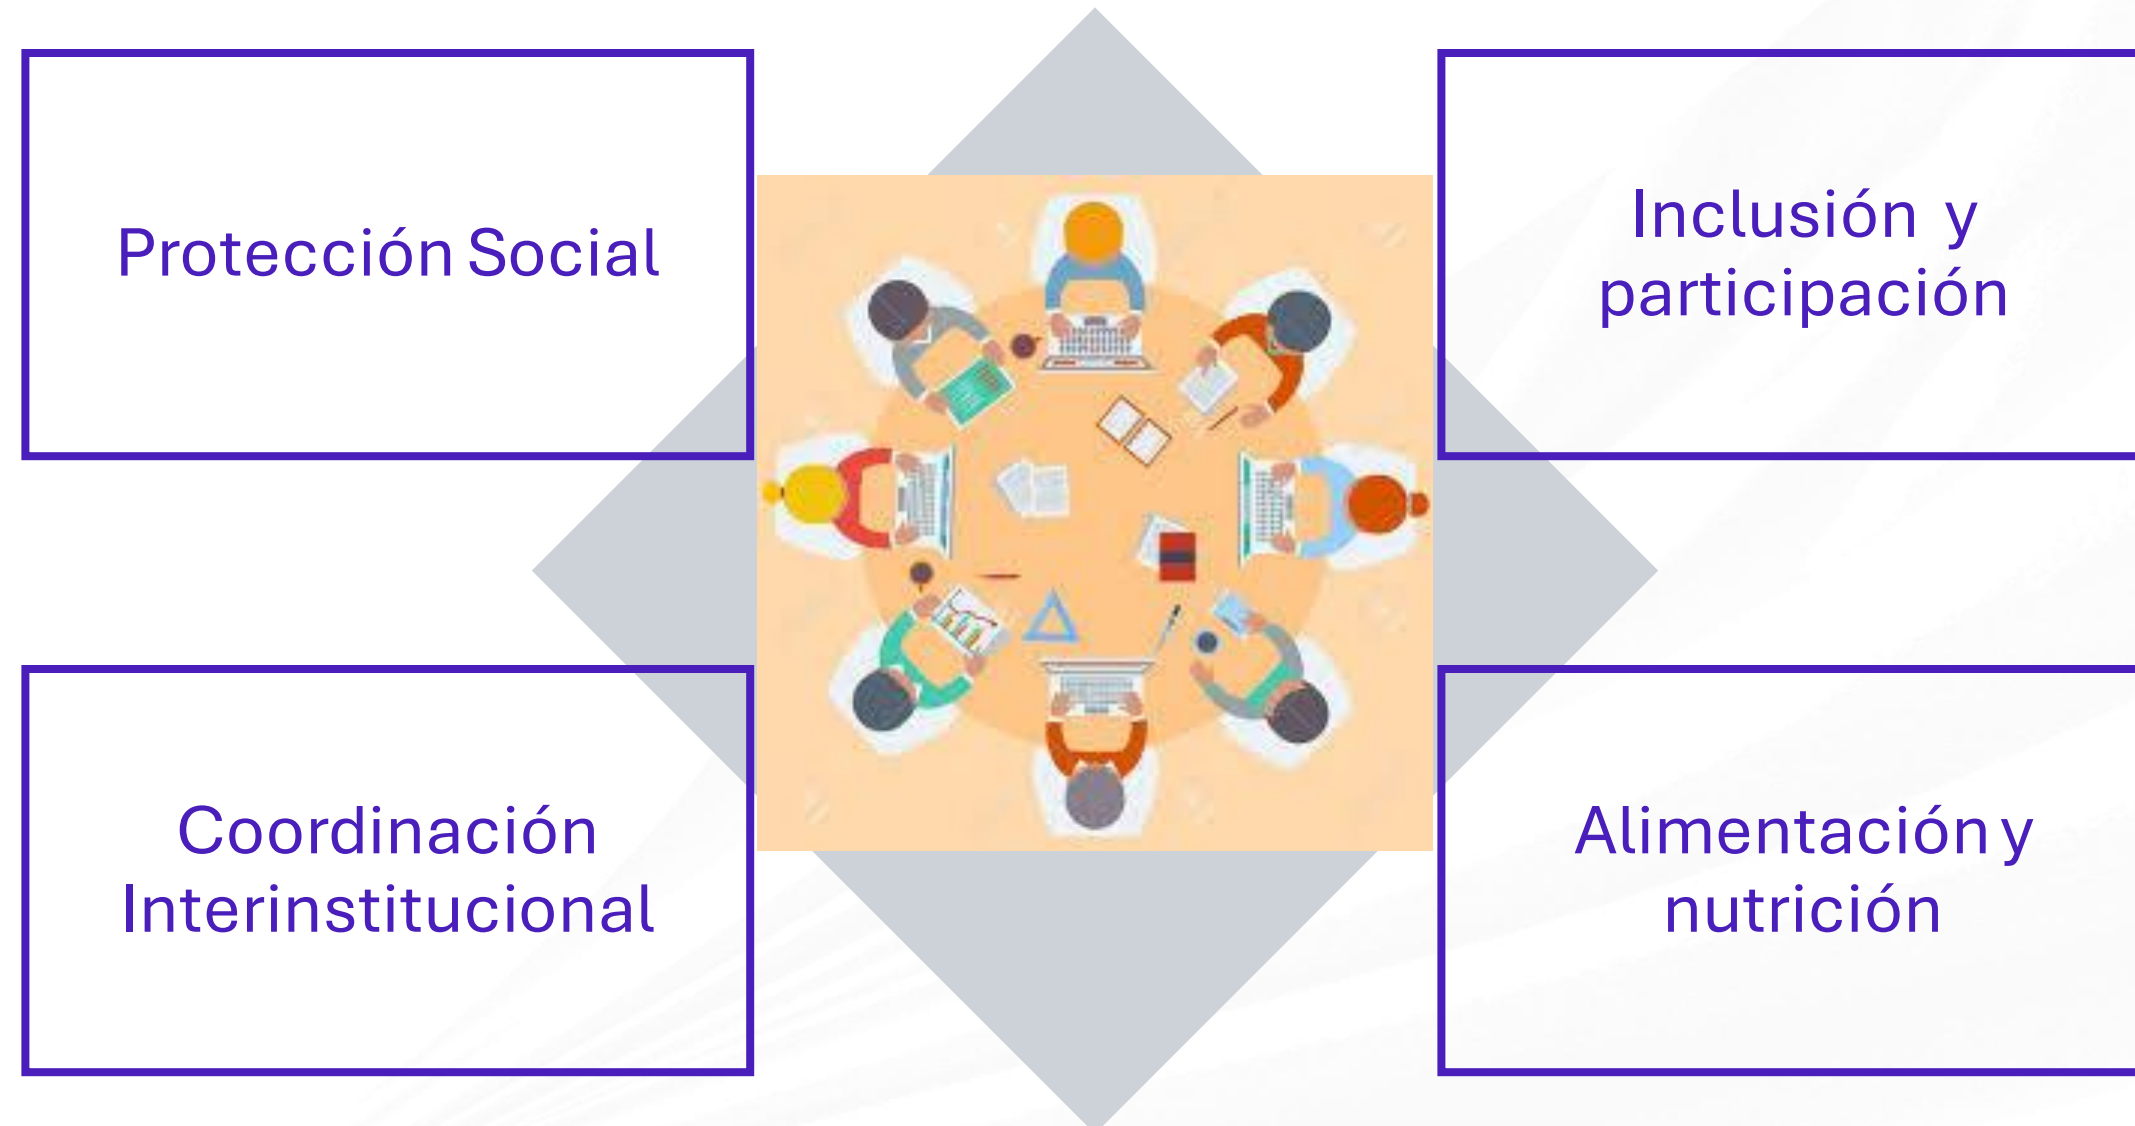 Protección Social
Inclusión y
participación
Coordinación
Interinstitucional
Alimentación y
nutrición